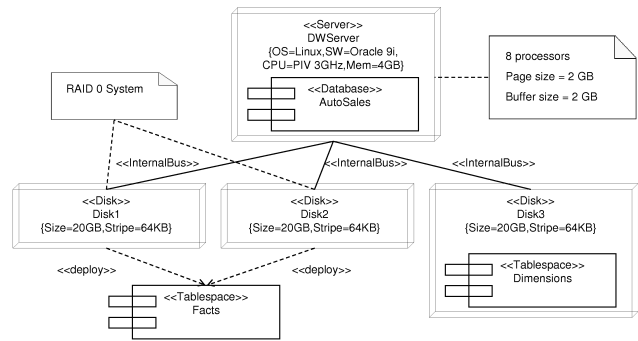 <<Server>>
DWServer
{OS=Linux,SW=Oracle 9i,
CPU=PIV 3GHz,Mem=4GB}
<<Database>>
AutoSales
8 processors
Page size = 2 GB
Buffer size = 2 GB
RAID 0 System
<<InternalBus>>
<<InternalBus>>
<<InternalBus>>
<<Disk>>
Disk1
{Size=20GB,Stripe=64KB}
<<Disk>>
Disk2
{Size=20GB,Stripe=64KB}
<<Disk>>
Disk3
{Size=20GB,Stripe=64KB}
<<Tablespace>>
Dimensions
<<deploy>>
<<deploy>>
<<Tablespace>>
Facts